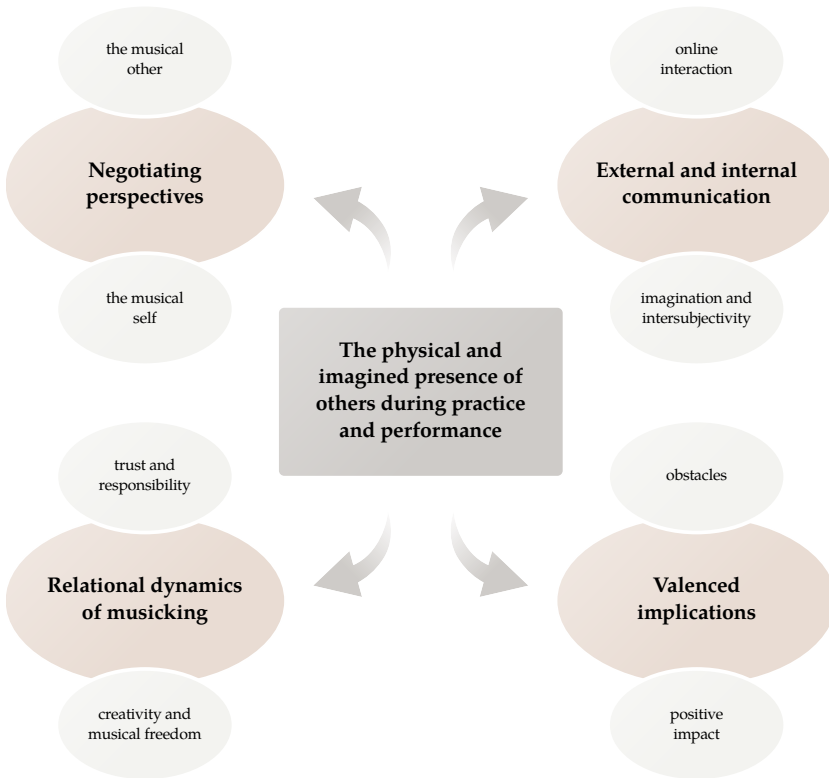 the musical
other
Negotiating
perspectives
the musical
self
online
interaction
External and internal
communication
imagination and
intersubjectivity
The physical and
imagined presence of
others during practice
and performance
trust and
responsibility
Relational dynamics
of musicking
creativity and
musical freedom
obstacles
Valenced
implications
positive
impact